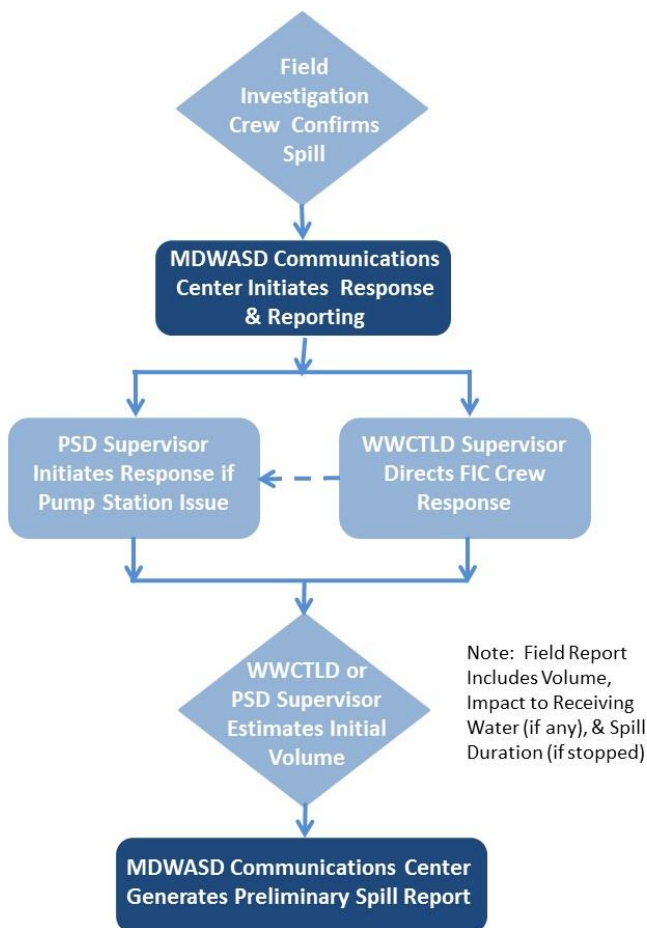 Field
Investigation
Crew Confirms
Spill
MDWASD Communications
Center Initiates Response
& Reporting
PSD Supervisor
Initiates Response if
Pump Station Issue
WWCTLD Supervisor
Directs FIC Crew
Response
WWCTLD or
PSD Supervisor
Estimates Initial
Volume
Note: Field Report
Includes Volume,
Impact to Receiving
Water (if any), & Spill
Duration (if stopped)
MDWASD Communications Center
Generates Preliminary Spill Report